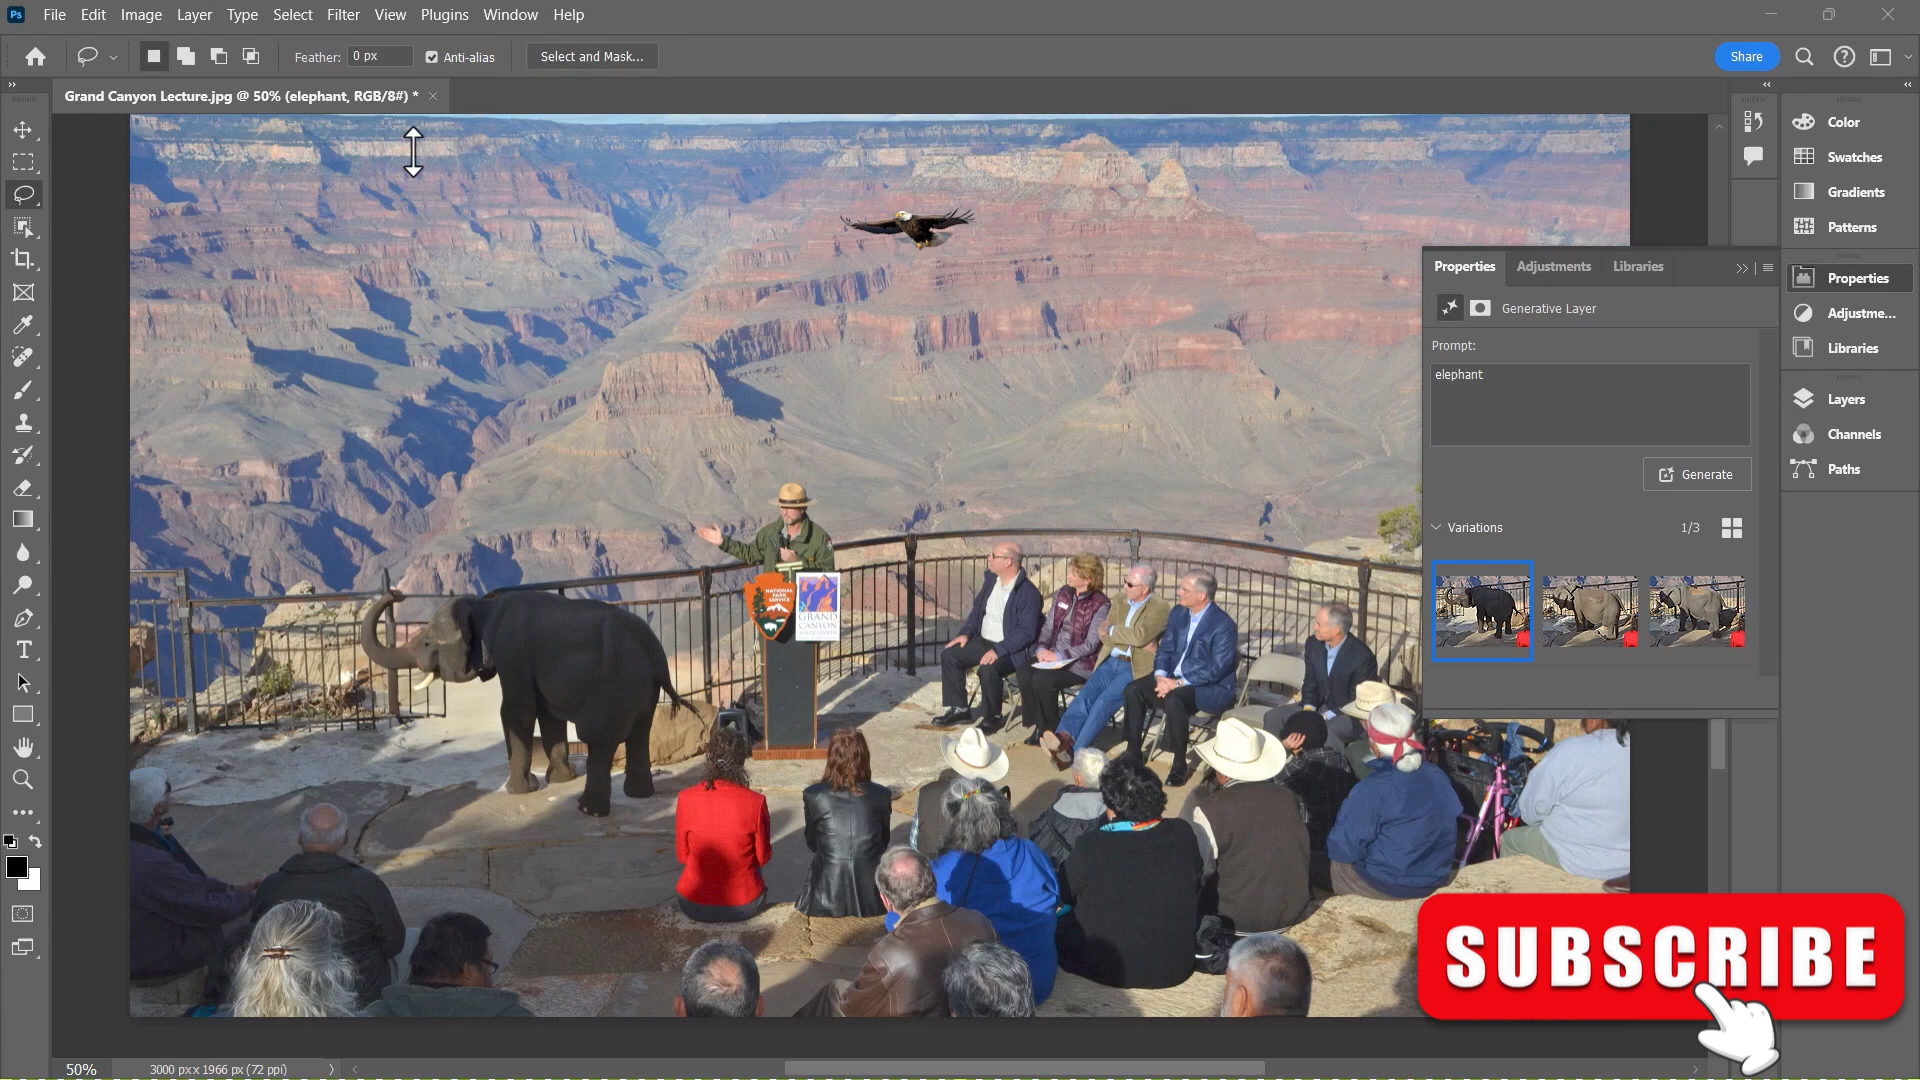 Ps File Edit Image Layer Type Select Filter View Plugins Window Help
Feather: 0 px Anti-alias Select and Mask... Share
Grand Canyon Lecture.jpg @ 50% (elephant, RGB/8#) * ×
Color
Swatches
Gradients
Patterns
Properties Adjustments Libraries
Properties
Generative Layer
Adjustme...
Prompt:
Libraries
elephant
Layers
Channels
Paths
Generate
Variations 1/3
NATIONAL
PARK
SERVICE
GRAND
CANYON
SUBSCRIBE
50% 3000 px x 1966 px (72 ppi)